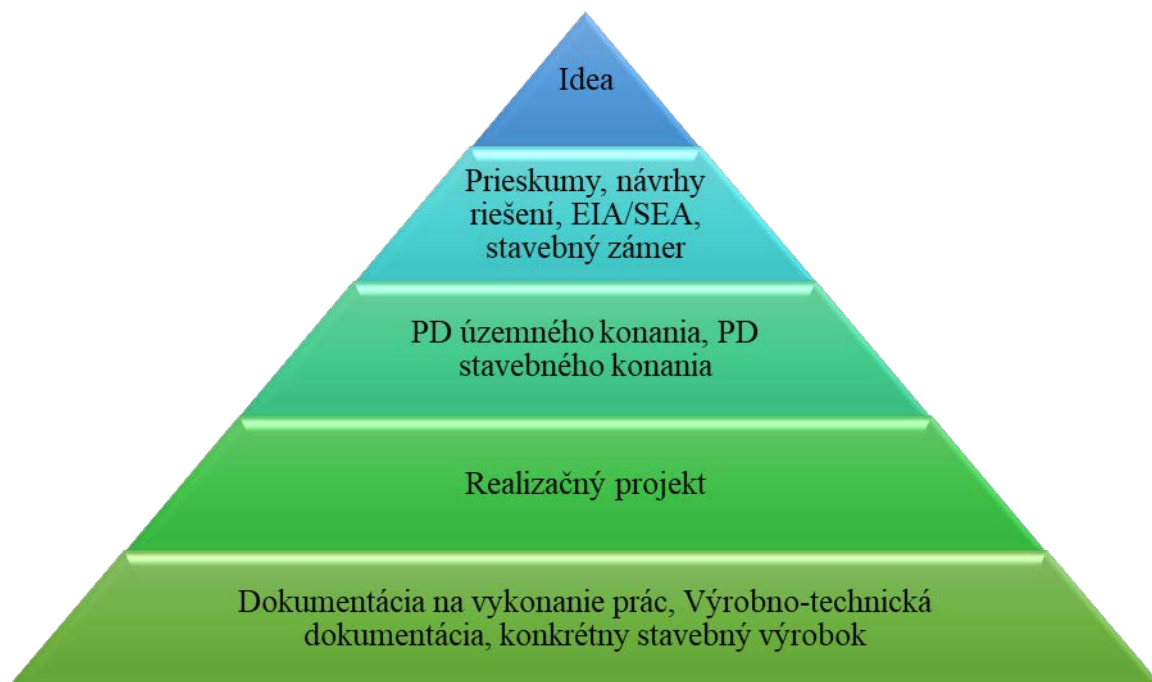 Idea
Prieskumy, návrhy
riešení, EIA/SEA,
stavebný zámer
PD územného konania, PD
stavebného konania
Realizačný projekt
Dokumentácia na vykonanie prác, Výrobno-technická
dokumentácia, konkrétny stavebný výrobok